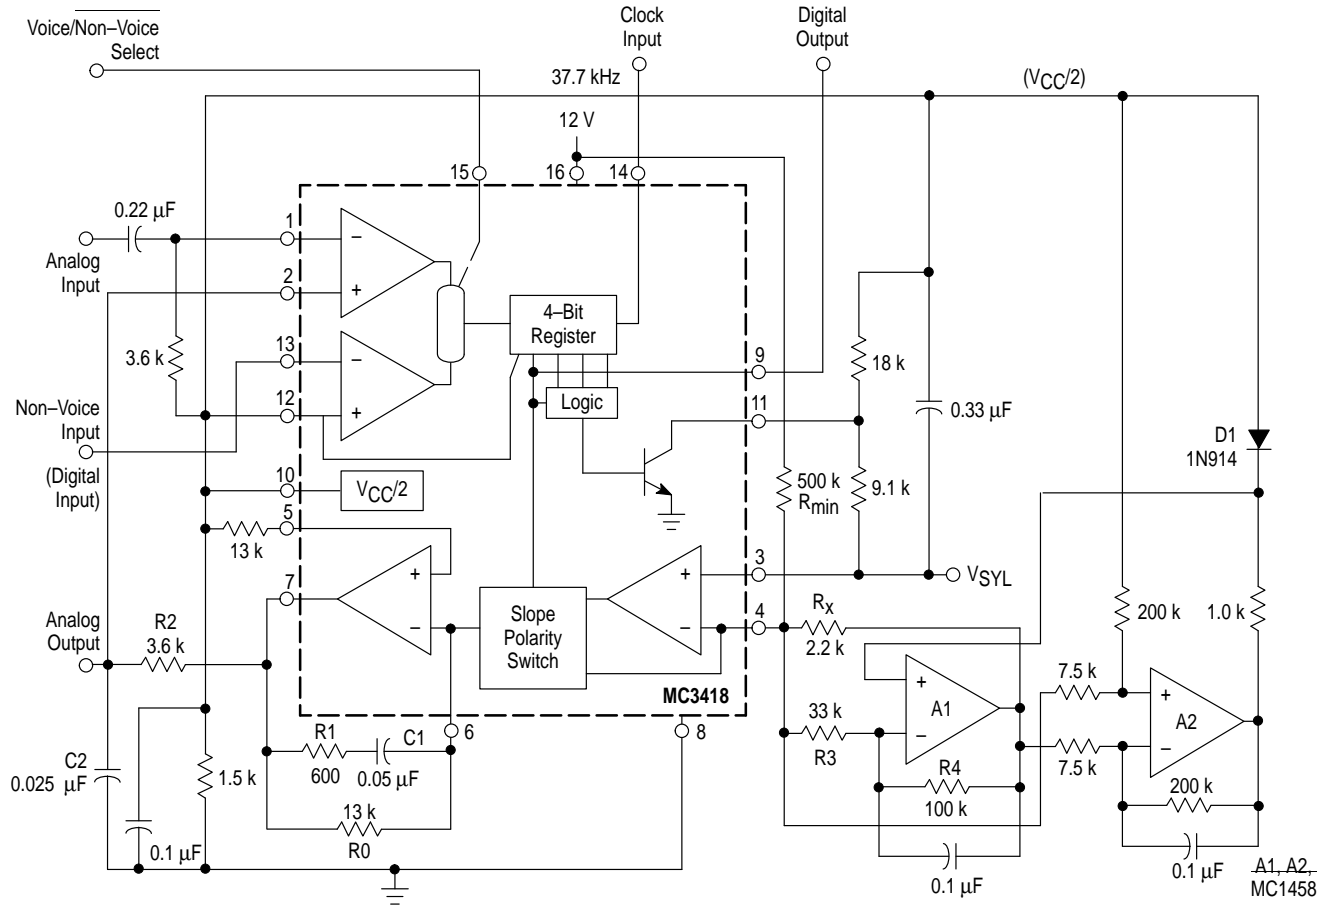 Voice/Non–Voice
Select
Clock
Input
Digital
Output
37.7 kHz
(VCC/2)
12 V
15
16
14
0.22 µF
1
Analog
Input
2
–
+
4–Bit
Register
3.6 k
13
–
9
18 k
Non–Voice
Input
(Digital
Input)
12
+
Logic
11
0.33 µF
D1
1N914
10
VCC/2
500 k
Rmin
9.1 k
5
13 k
+
7
–
Slope
Polarity
Switch
+
–
3
VSYL
4
Rx
2.2 k
200 k
1.0 k
Analog
Output
R2
3.6 k
MC3418
+
A1
–
7.5 k
+
A2
–
33 k
R3
7.5 k
6
8
R1
600
C1
0.05 µF
C2
0.025 µF
1.5 k
R4
100 k
200 k
13 k
R0
0.1 µF
0.1 µF
0.1 µF
A1, A2,
MC1458